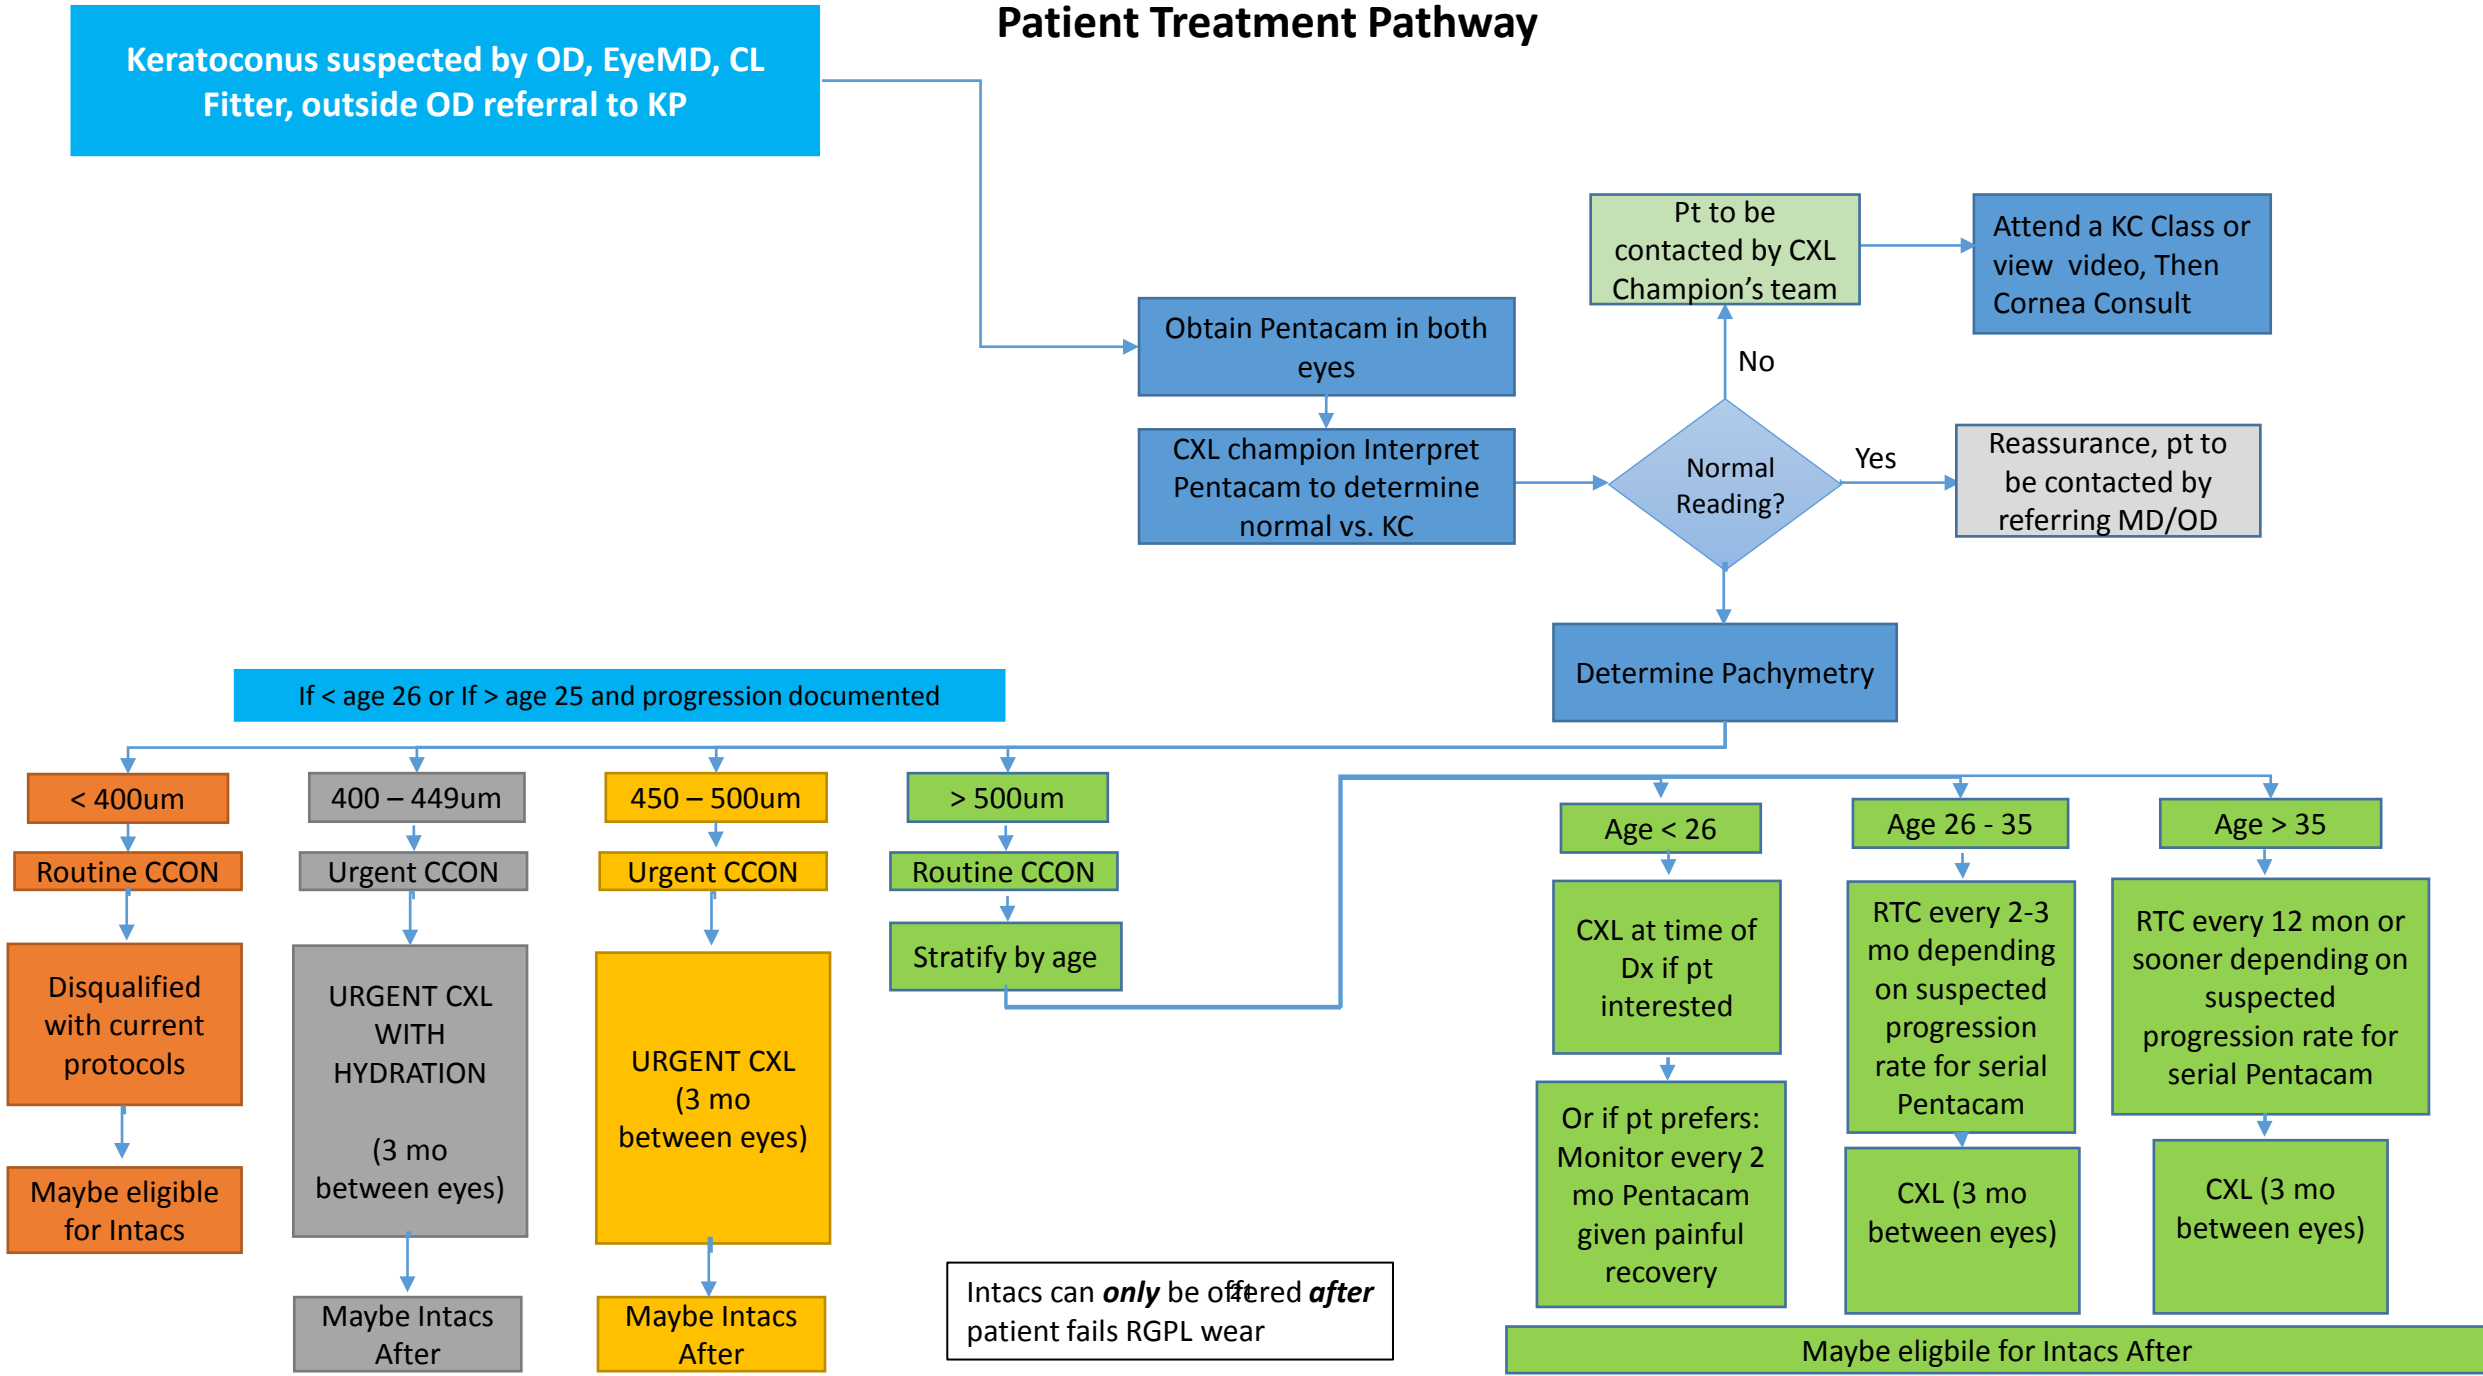 Patient Treatment Pathway
Keratoconus suspected by OD, EyeMD, CL
Fitter, outside OD referral to KP
Pt to be
contacted by CXL
Champion’s team
Attend a KC Class or
view video, Then
Cornea Consult
Obtain Pentacam in both
eyes
No
CXL champion Interpret
Pentacam to determine
normal vs. KC
Normal
Reading?
Yes
Reassurance, pt to
be contacted by
referring MD/OD
Determine Pachymetry
If < age 26 or If > age 25 and progression documented
< 400um
Routine CCON
Disqualified
with current
protocols
Maybe eligible
for Intacs
400 – 449um
Urgent CCON
URGENT CXL
WITH
HYDRATION
(3 mo
between eyes)
Maybe Intacs
After
450 – 500um
Urgent CCON
URGENT CXL
(3 mo
between eyes)
Maybe Intacs
After
> 500um
Routine CCON
Stratify by age
Age < 26
CXL at time of
Dx if pt
interested
Or if pt prefers:
Monitor every 2
mo Pentacam
given painful
recovery
Age 26 - 35
RTC every 2-3
mo depending
on suspected
progression
rate for serial
Pentacam
CXL (3 mo
between eyes)
Age > 35
RTC every 12 mon or
sooner depending on
suspected
progression rate for
serial Pentacam
CXL (3 mo
between eyes)
Maybe eligbile for Intacs After
Intacs can only be offered after
patient fails RGPL wear
21